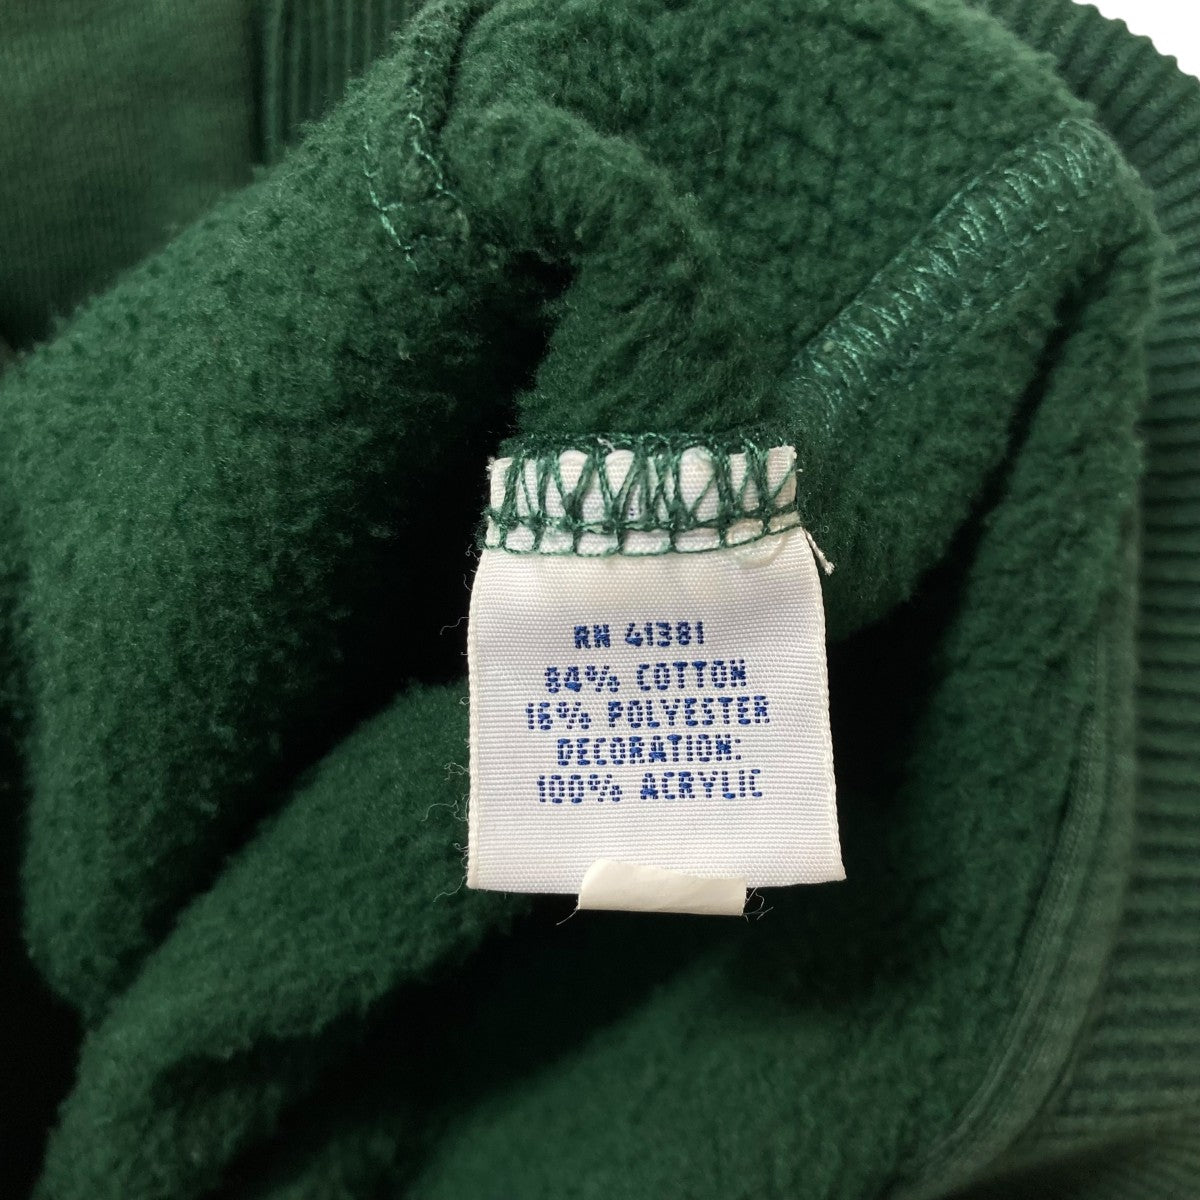 RN 41381
84% COTTON
16% POLYESTER
DECORATION:
100% ACRYLIC